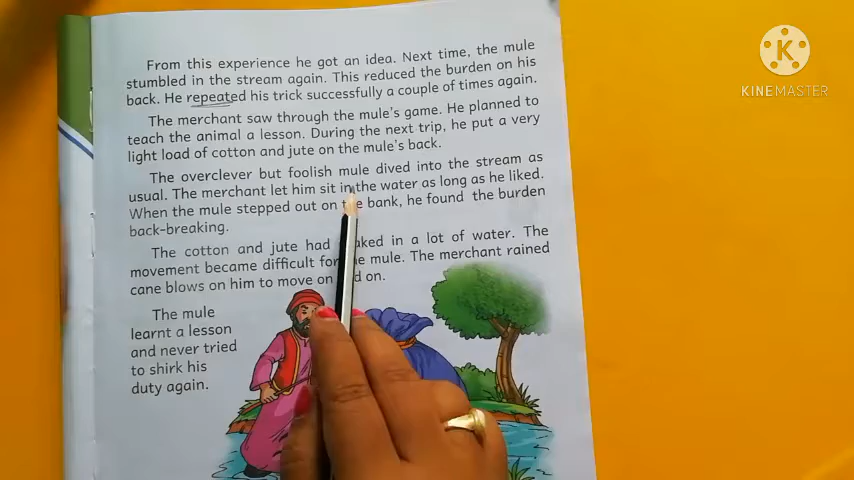 From this experience he got an idea. Next time, the mule
stumbled in the stream again. This reduced the burden on his
back. He repeated his trick successfully a couple of times again.
The merchant saw through the mule's game. He planned to
teach the animal a lesson. During the next trip, he put a very
light load of cotton and jute on the mule's back.
The overclever but foolish mule dived into the stream as
usual. The merchant let him sit in the water as long as he liked.
When the mule stepped out on the bank, he found the burden
back-breaking.
The cotton and jute had soaked in a lot of water. The
movement became difficult for the mule. The merchant rained
cane blows on him to move on and on.
The mule
learnt a lesson
and never tried
to shirk his
duty again.
KINEMASTER